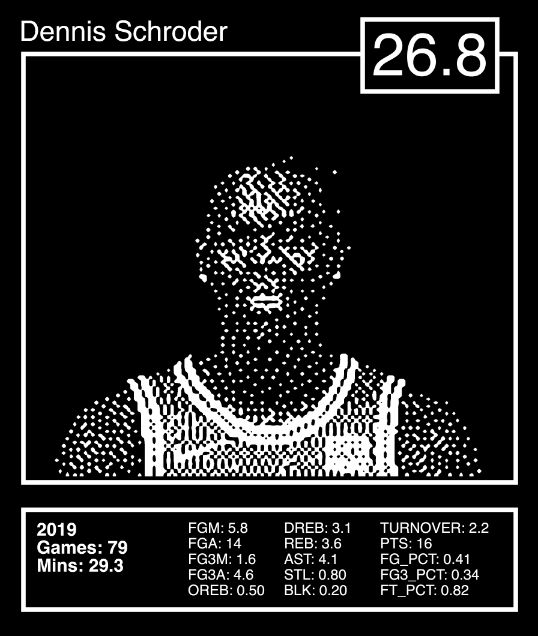 Dennis Schroder
26.8
2019
Games: 79
Mins: 29.3
FGM: 5.8
FGA: 14
FG3M: 1.6
FG3A: 4.6
OREB: 0.50
DREB: 3.1
REB: 3.6
AST: 4.1
STL: 0.80
BLK: 0.20
TURNOVER: 2.2
PTS: 16
FG_PCT: 0.41
FG3_PCT: 0.34
FT_PCT: 0.82